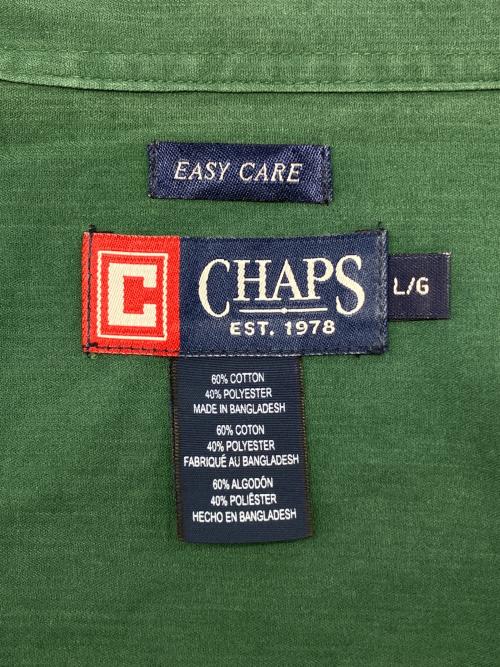 EASY CARE
C
CHAPS
EST. 1978
L/G
60% COTTON
40% POLYESTER
MADE IN BANGLADESH
60% COTON
40% POLYESTER
FABRIQUÉ AU BANGLADESH
60% ALGODÓN
40% POLIÉSTER
HECHO EN BANGLADESH